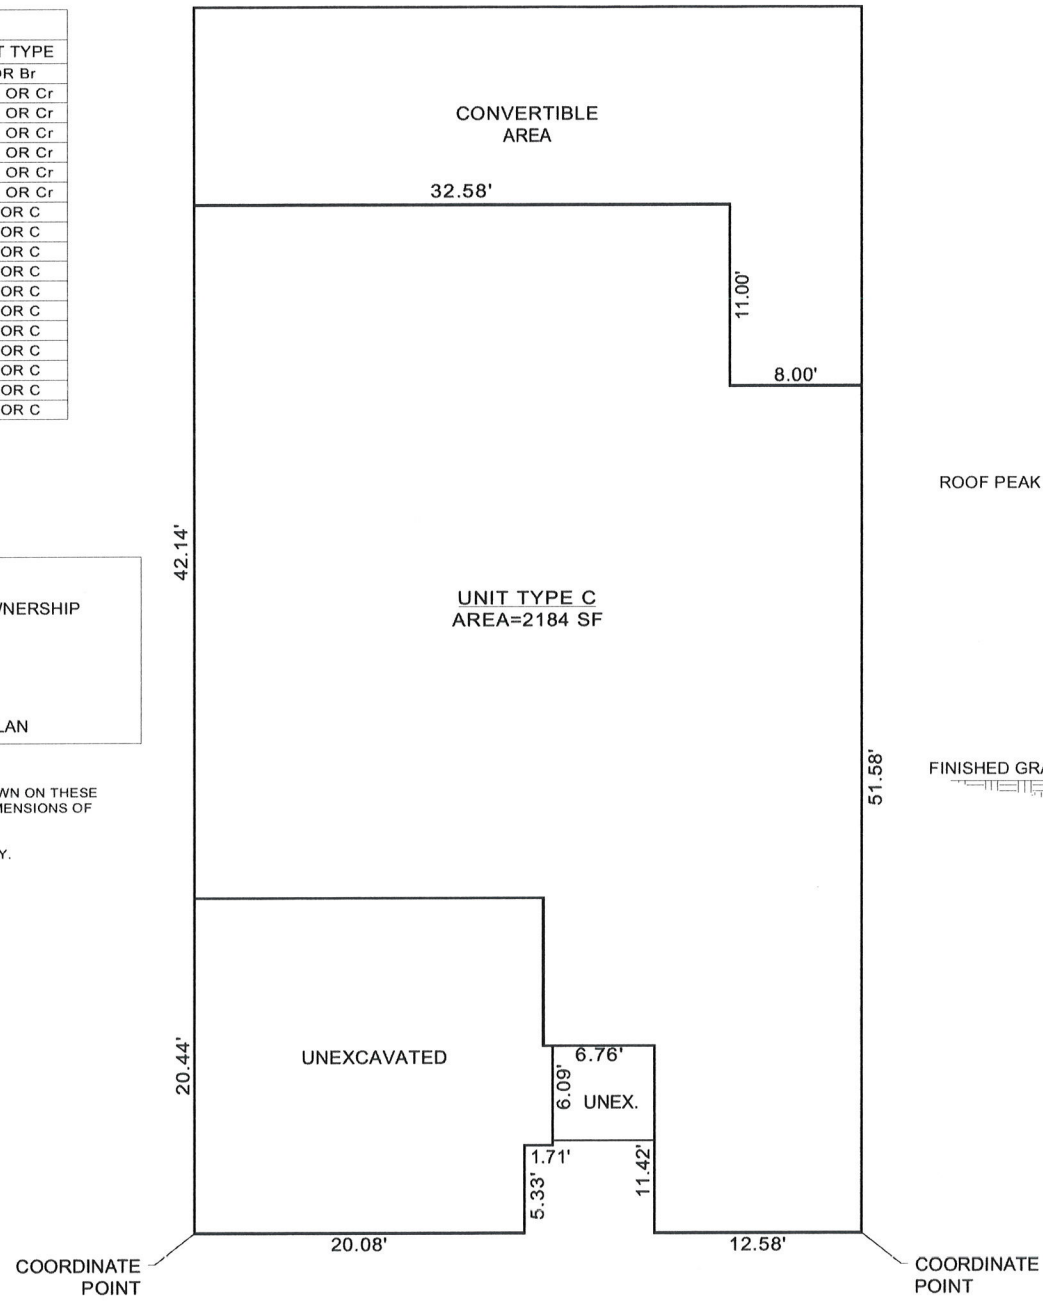 T TYPE
OR Br
OR Cr
OR Cr
OR Cr
OR Cr
OR Cr
OR Cr
OR C
OR C
OR C
OR C
OR C
OR C
OR C
OR C
OR C
OR C
OR C
CONVERTIBLE
AREA
32.58'
11.00'
8.00'
ROOF PEAK
42.14'
WNERSHIP
LAN
UNIT TYPE C
AREA=2184 SF
51.58'
FINISHED GRA
WN ON THESE
MENSIONS OF
Y.
20.44'
UNEXCAVATED
6.76'
6.09'
UNEX.
1.71'
5.33'
11.42'
20.08'
12.58'
COORDINATE
POINT
COORDINATE
POINT